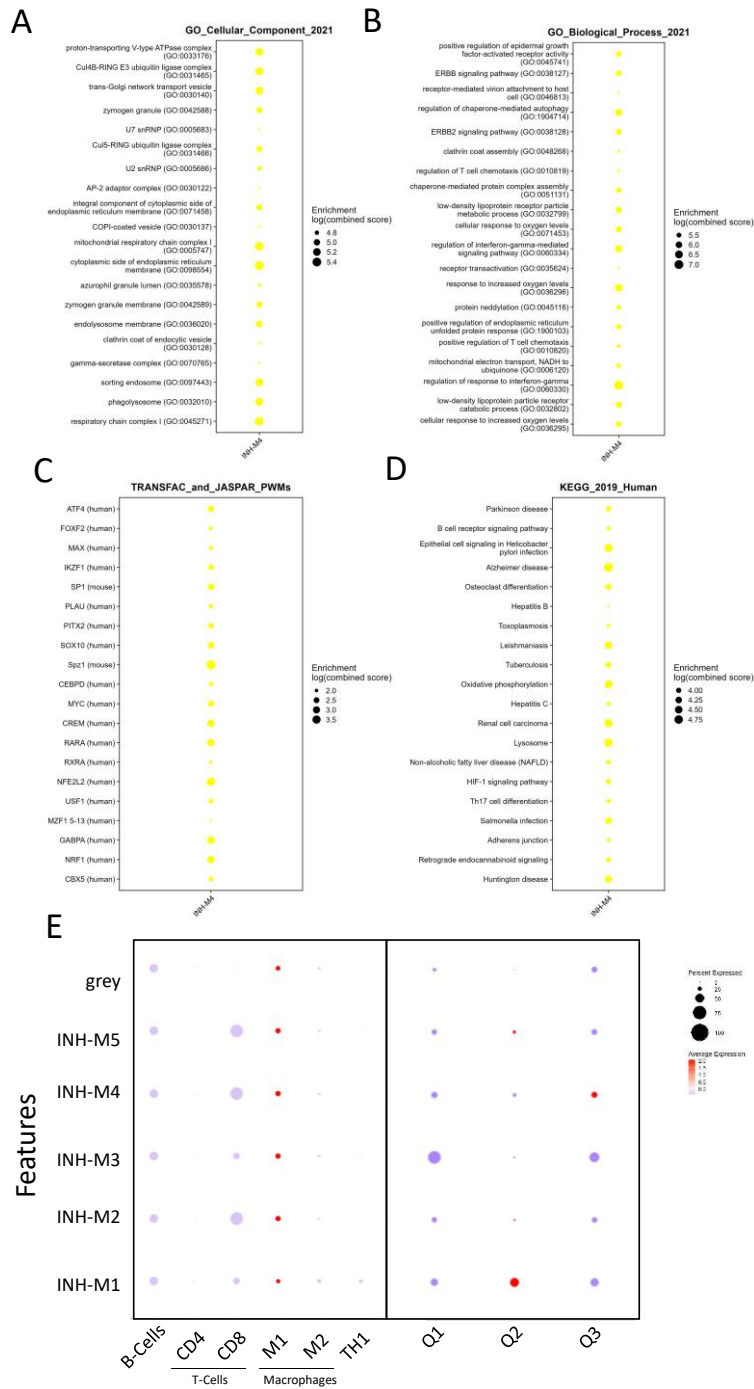 A
GO_Cellular_Component_2021
proton-transporting V-type ATPase complex
(GO:0033176)
Cul4B-RING E3 ubiquitin ligase complex
(GO:0031465)
trans-Golgi network transport vesicle
(GO:0030140)
zymogen granule (GO:0042588)
U7 snRNP (GO:0005683)
Cul5-RING ubiquitin ligase complex
(GO:0031466)
U2 snRNP (GO:0005686)
AP-2 adaptor complex (GO:0030122)
integral component of cytoplasmic side of
endoplasmic reticulum membrane (GO:0071458)
COPI-coated vesicle (GO:0030137)
mitochondrial respiratory chain complex I
(GO:0005747)
cytoplasmic side of endoplasmic reticulum
membrane (GO:0098554)
azurophil granule lumen (GO:0035578)
zymogen granule membrane (GO:0042589)
endolysosome membrane (GO:0036020)
clathrin coat of endocytic vesicle
(GO:0030128)
gamma-secretase complex (GO:0070765)
sorting endosome (GO:0097443)
phagolysosome (GO:0032010)
respiratory chain complex I (GO:0045271)
INH-M4
Enrichment
log(combined score)
4.8
5.0
5.2
5.4
B
GO_Biological_Process_2021
positive regulation of epidermal growth
factor-activated receptor activity
(GO:0045741)
ERBB signaling pathway (GO:0038127)
receptor-mediated virion attachment to host
cell (GO:0046813)
regulation of chaperone-mediated autophagy
(GO:1904714)
ERBB2 signaling pathway (GO:0038128)
clathrin coat assembly (GO:0048268)
regulation of T cell chemotaxis (GO:0010819)
chaperone-mediated protein complex assembly
(GO:0051131)
low-density lipoprotein receptor particle
metabolic process (GO:0032799)
cellular response to oxygen levels
(GO:0071453)
regulation of interferon-gamma-mediated
signaling pathway (GO:0060334)
receptor transactivation (GO:0035624)
response to increased oxygen levels
(GO:0036296)
protein neddylation (GO:0045116)
positive regulation of endoplasmic reticulum
unfolded protein response (GO:1900103)
positive regulation of T cell chemotaxis
(GO:0010820)
mitochondrial electron transport, NADH to
ubiquinone (GO:0006120)
regulation of response to interferon-gamma
(GO:0060330)
low-density lipoprotein particle receptor
catabolic process (GO:0032802)
cellular response to increased oxygen levels
(GO:0036295)
INH-M4
Enrichment
log(combined score)
5.5
6.0
6.5
7.0
C
TRANSFAC_and_JASPAR_PWMs
ATF4 (human)
FOXF2 (human)
MAX (human)
IKZF1 (human)
SP1 (mouse)
PLAU (human)
PITX2 (human)
SOX10 (human)
Spz1 (mouse)
CEBPD (human)
MYC (human)
CREM (human)
RARA (human)
RXRA (human)
NFE2L2 (human)
USF1 (human)
MZF1 5-13 (human)
GABPA (human)
NRF1 (human)
CBX5 (human)
INH-M4
Enrichment
log(combined score)
2.0
2.5
3.0
3.5
D
KEGG_2019_Human
Parkinson disease
B cell receptor signaling pathway
Epithelial cell signaling in Helicobacter
pylori infection
Alzheimer disease
Osteoclast differentiation
Hepatitis B
Toxoplasmosis
Leishmaniasis
Tuberculosis
Oxidative phosphorylation
Hepatitis C
Renal cell carcinoma
Lysosome
Non-alcoholic fatty liver disease (NAFLD)
HIF-1 signaling pathway
Th17 cell differentiation
Salmonella infection
Adherens junction
Retrograde endocannabinoid signaling
Huntington disease
INH-M4
Enrichment
log(combined score)
4.00
4.25
4.50
4.75
E
Features
grey
INH-M5
INH-M4
INH-M3
INH-M2
INH-M1
B-Cells
CD4
CD8
M1
M2
TH1
T-Cells
Macrophages
Q1
Q2
Q3
Percent Expressed
0
25
50
75
100
Average Expression
2.0
1.5
1.0